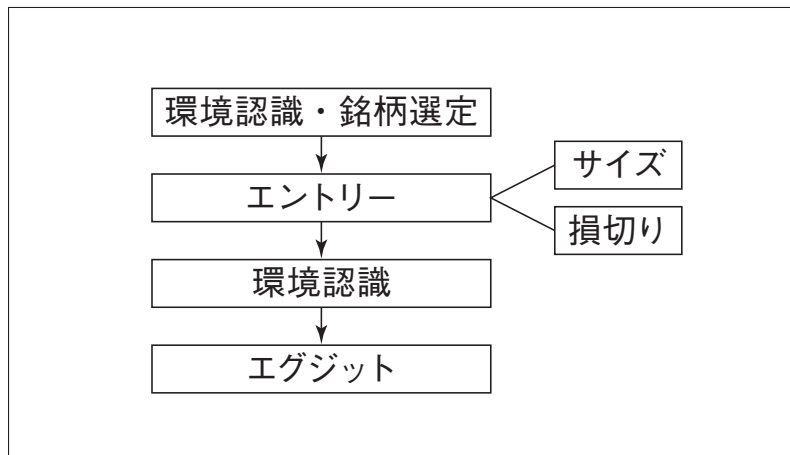 環境認識・銘柄選定
エントリー
サイズ
損切り
環境認識
エグジット